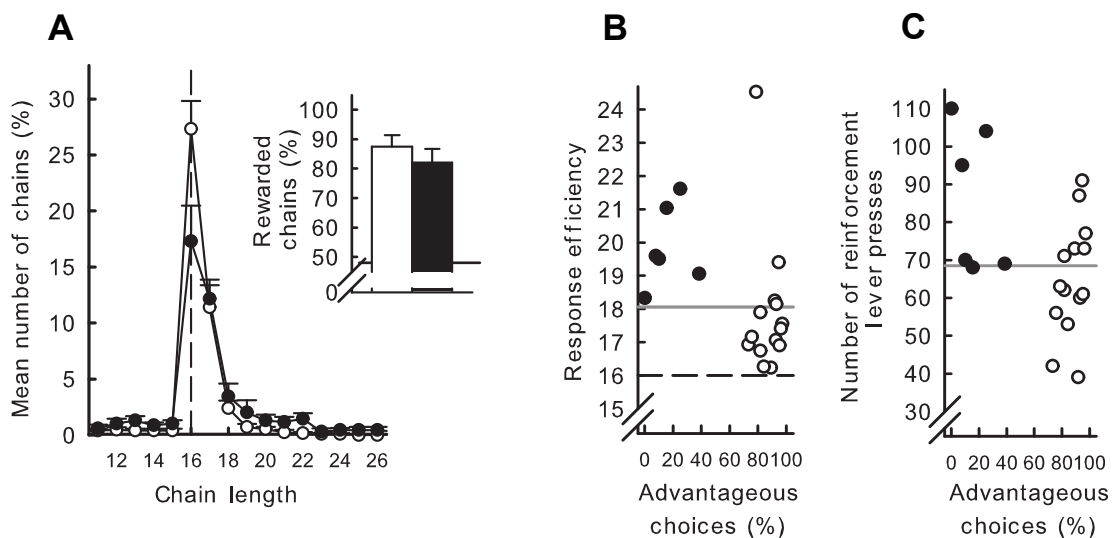 A
Mean number of chains (%)
30
25
20
15
10
5
0
12 14 16 18 20 22 24 26
Chain length
Rewarded
chains (%)
100
90
80
70
60
50
0
B
Response efficiency
24
23
22
21
20
19
18
17
16
15
0 20 40 60 80 100
Advantageous
choices (%)
C
Number of reinforcement
lever presses
110
100
90
80
70
60
50
40
30
0 20 40 60 80 100
Advantageous
choices (%)